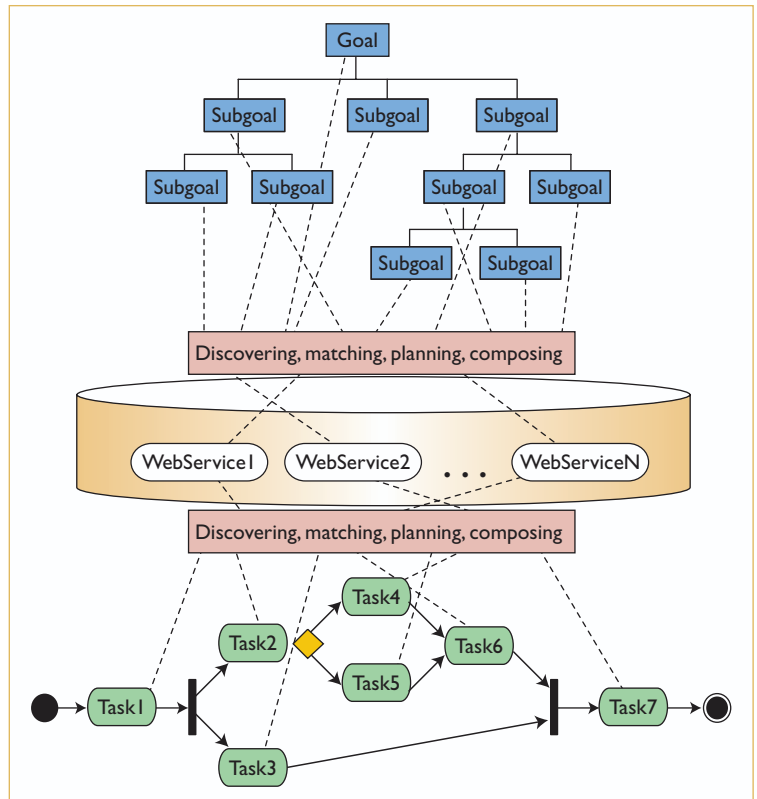 Goal
Subgoal
Subgoal
Subgoal
Subgoal
Subgoal
Subgoal
Subgoal
Subgoal
Subgoal
Discovering, matching, planning, composing
WebService1
WebService2
...
WebServiceN
Discovering, matching, planning, composing
Task4
Task2
Task6
Task5
Task1
Task7
Task3